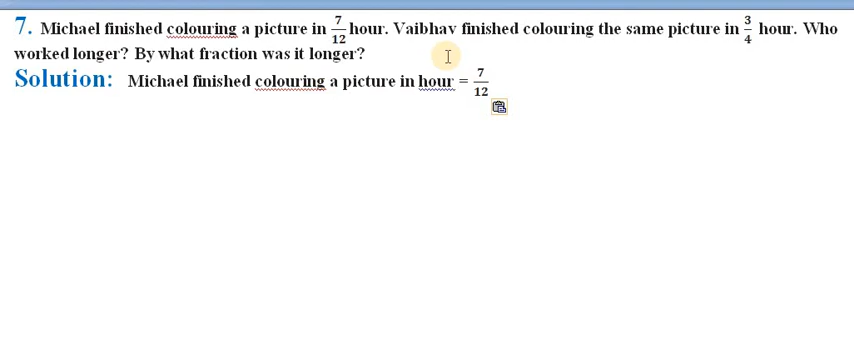 7. Michael finished colouring a picture in 7/12 hour. Vaibhav finished colouring the same picture in 3/4 hour. Who
worked longer? By what fraction was it longer?
Solution: Michael finished colouring a picture in hour = 7/12